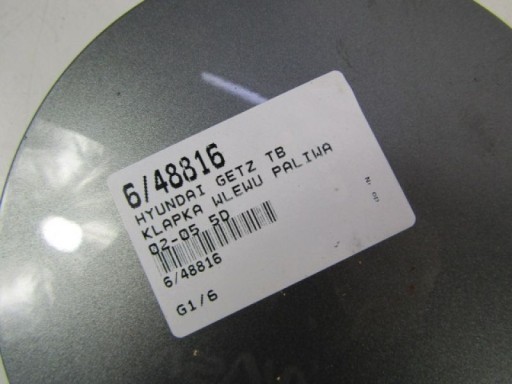 6/48816
HYUNDAI GETZ TB
KLAPKA WLEWU PALIWA
02-05 5D
6/48816
G1/6